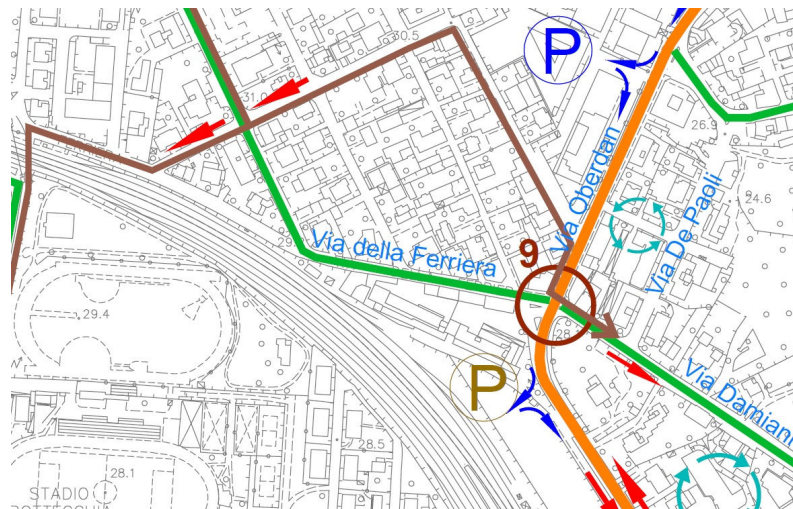 30.5
P
31.0
26.9
Via Oberdan
Via De Paoli
24.6
29.
Via della Ferriera
9
29.4
28.
P
Via Damiani
28.5
28.1
STADIO
BOTTECCHIA